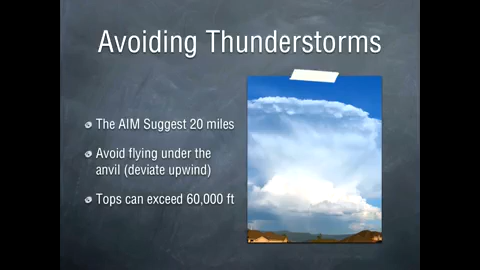 Avoiding Thunderstorms
The AIM Suggest 20 miles
Avoid flying under the
anvil (deviate upwind)
Tops can exceed 60,000 ft